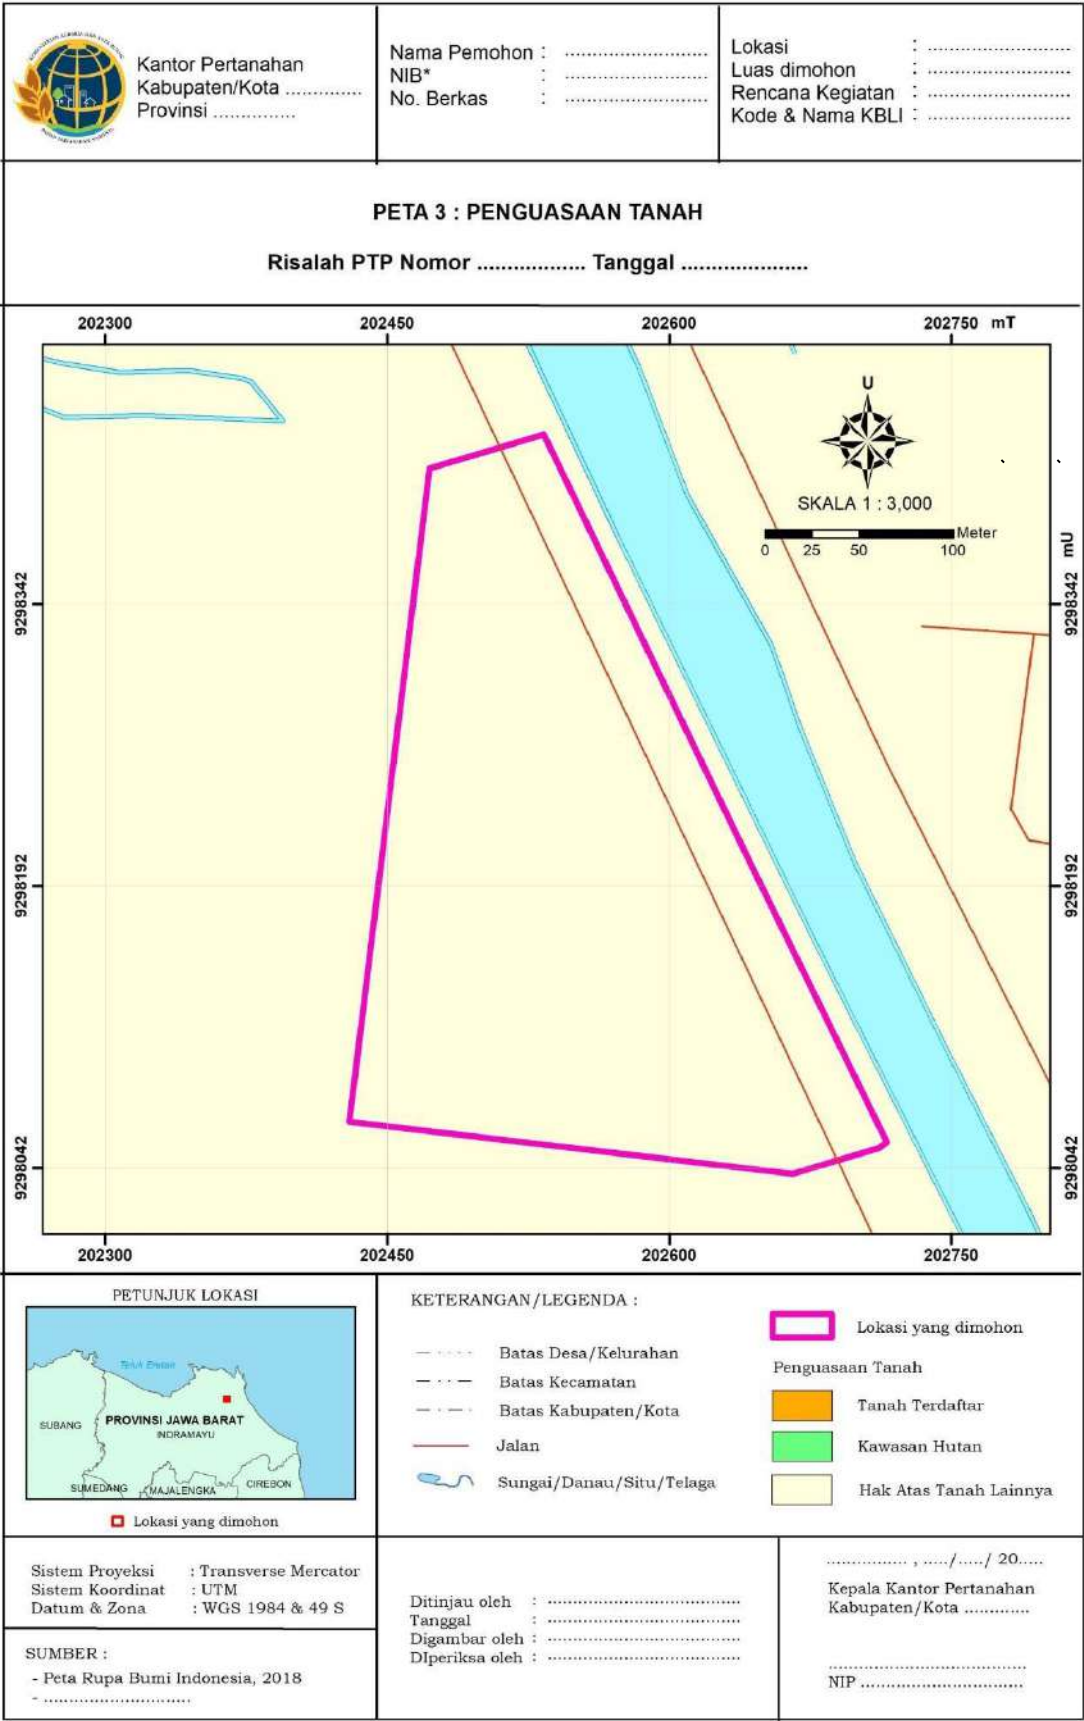 Kantor Pertanahan
Kabupaten/Kota .............
Provinsi ...............
Nama Pemohon : ..........................
NIB* : ..........................
No. Berkas : ..........................
Lokasi : ..........................
Luas dimohon : ..........................
Rencana Kegiatan : ..........................
Kode & Nama KBLI : ..........................
PETA 3 : PENGUASAAN TANAH
Risalah PTP Nomor .................. Tanggal .....................
202300 202450 202600 202750 mT
U
SKALA 1 : 3,000
Meter
0 25 50 100
mU
9298342 9298342
9298192 9298192
9298042 9298042
202300 202450 202600 202750
PETUNJUK LOKASI
Teluk Eretan
SUBANG
PROVINSI JAWA BARAT
INDRAMAYU
SUMEDANG
MAJALENGKA
CIREBON
Lokasi yang dimohon
KETERANGAN/LEGENDA :
Batas Desa/Kelurahan
Batas Kecamatan
Batas Kabupaten/Kota
Jalan
Sungai/Danau/Situ/Telaga
Lokasi yang dimohon
Penguasaan Tanah
Tanah Terdaftar
Kawasan Hutan
Hak Atas Tanah Lainnya
Sistem Proyeksi : Transverse Mercator
Sistem Koordinat : UTM
Datum & Zona : WGS 1984 & 49 S
SUMBER :
- Peta Rupa Bumi Indonesia, 2018
- .............................
Ditinjau oleh : .....................................
Tanggal : .....................................
Digambar oleh : .....................................
DIperiksa oleh : .....................................
................ , ...../...../ 20.....
Kepala Kantor Pertanahan
Kabupaten/Kota .............
.......................................
NIP ................................